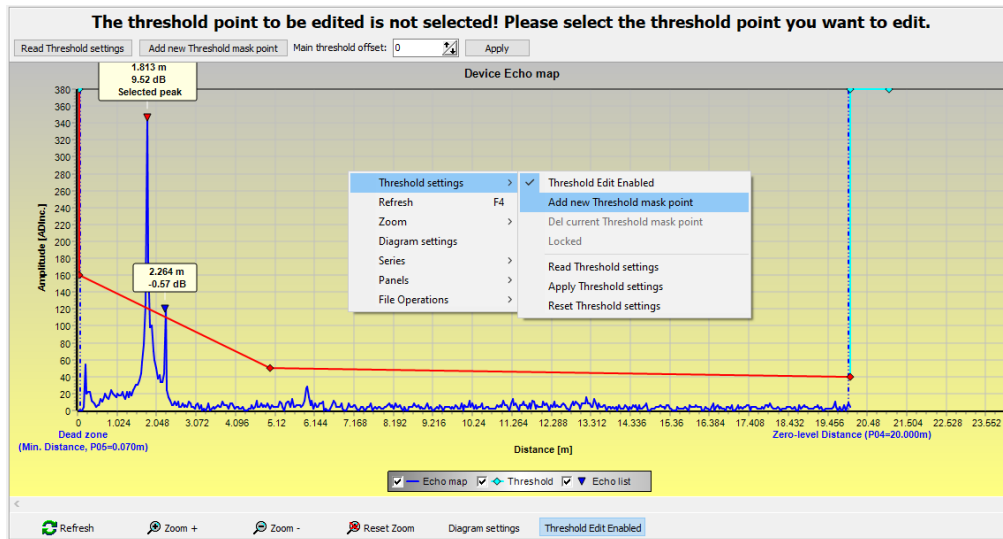 The threshold point to be edited is not selected! Please select the threshold point you want to edit.
Read Threshold settings Add new Threshold mask point Main threshold offset: 0 Apply
Device Echo map
1.813 m
9.52 dB
Selected peak
380
360
340
320
300
280
260
240
220
200
180
160
140
120
100
80
60
40
20
0
Amplitude [ADInc.]
2.264 m
-0.57 dB
Threshold settings >
Refresh F4
Zoom >
Diagram settings
Series >
Panels >
File Operations >
✓ Threshold Edit Enabled
Add new Threshold mask point
Del current Threshold mask point
Locked
Read Threshold settings
Apply Threshold settings
Reset Threshold settings
0 1.024 2.048 3.072 4.096 5.12 6.144 7.168 8.192 9.216 10.24 11.264 12.288 13.312 14.336 15.36 16.384 17.408 18.432 19.456 20.48 21.504 22.528 23.552
Dead zone
(Min. Distance, P05=0.070m)
Zero-level Distance (P04=20.000m)
Distance [m]
Echo map Threshold Echo list
<
Refresh Zoom + Zoom - Reset Zoom Diagram settings Threshold Edit Enabled